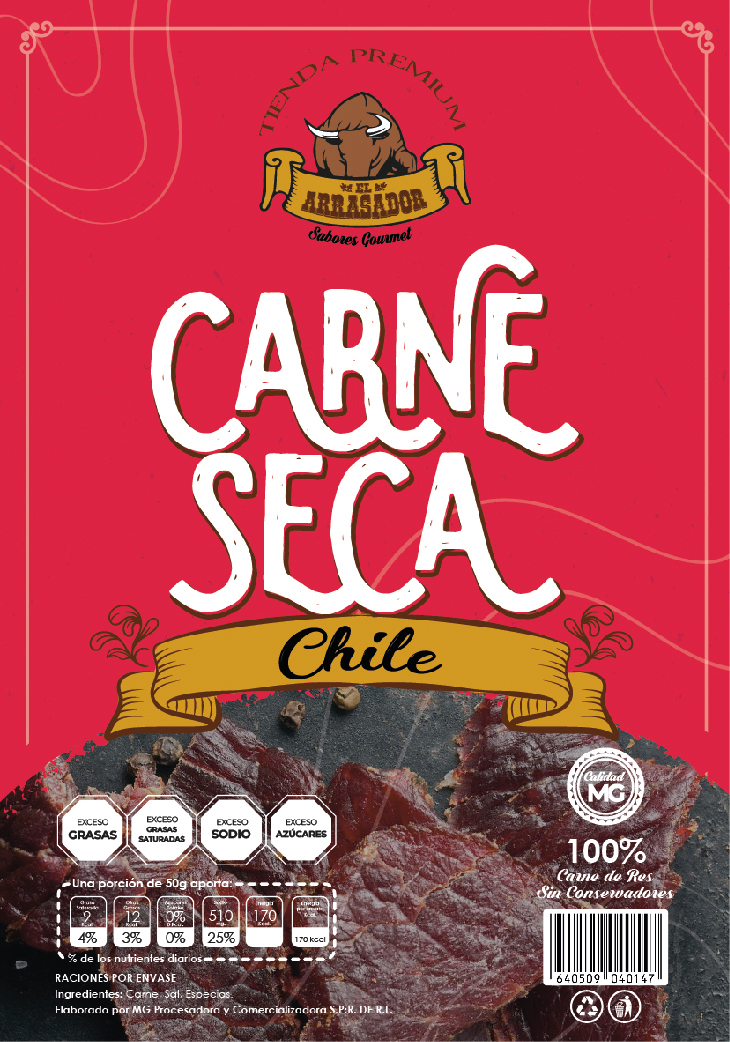 TIENDA PREMIUM
EL
ARRASADOR
Sabores Gourmet
CARNE
SECA
Chile
EXCESO
GRASAS
EXCESO
GRASAS
SATURADAS
EXCESO
SODIO
EXCESO
AZÚCARES
Calidad
MG
100%
Carne de Res
Sin Conservadores
Una porción de 50g aporta:
2 12 0% 510 170
4% 3% 0% 25% 170 kcal
% de los nutrientes diarios
RACIONES POR ENVASE
Ingredientes: Carne, Sal, Especias.
Elaborado por MG Procesadora y Comercializadora S.P.R. DE R.L.
640509 040147